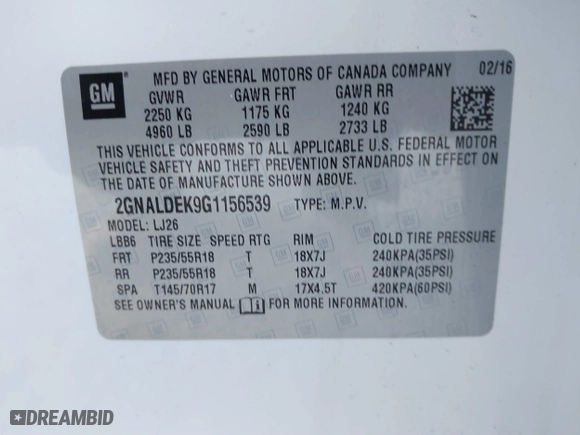 GM
MFD BY GENERAL MOTORS OF CANADA COMPANY 02/16
GVWR GAWR FRT GAWR RR
2250 KG 1175 KG 1240 KG
4960 LB 2590 LB 2733 LB
THIS VEHICLE CONFORMS TO ALL APPLICABLE U.S. FEDERAL MOTOR
VEHICLE SAFETY AND THEFT PREVENTION STANDARDS IN EFFECT ON
THE DATE OF MANUFACTURE SHOWN ABOVE.
2GNALDEK9G1156539 TYPE: M.P.V.
MODEL: LJ26
LBB6 TIRE SIZE SPEED RTG RIM COLD TIRE PRESSURE
FRT P235/55R18 T 18X7J 240KPA(35PSI)
RR P235/55R18 T 18X7J 240KPA(35PSI)
SPA T145/70R17 M 17X4.5T 420KPA(60PSI)
SEE OWNER'S MANUAL FOR MORE INFORMATION.
DREAMBID